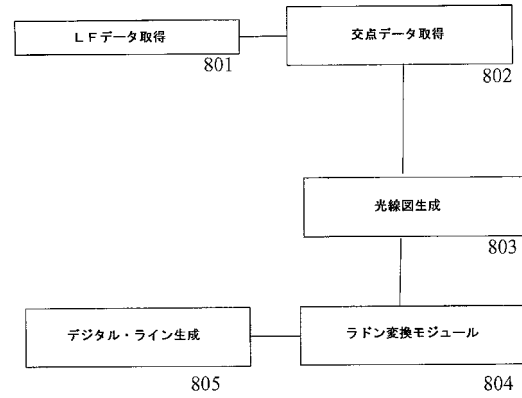 LFデータ取得
801
交点データ取得
802
光線図生成
803
ラドン変換モジュール
804
デジタル・ライン生成
805